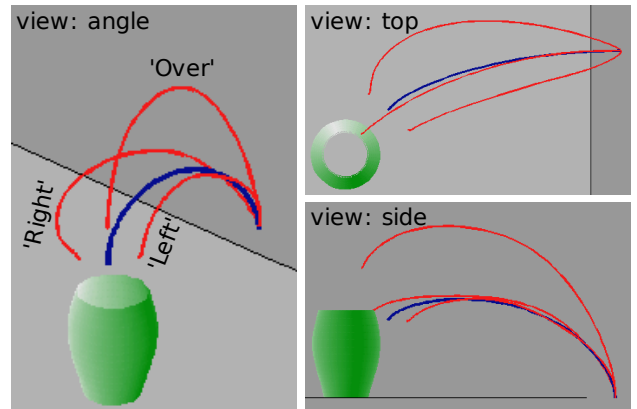 view: angle
'Over'
'Right'
'Left'
view: top
view: side